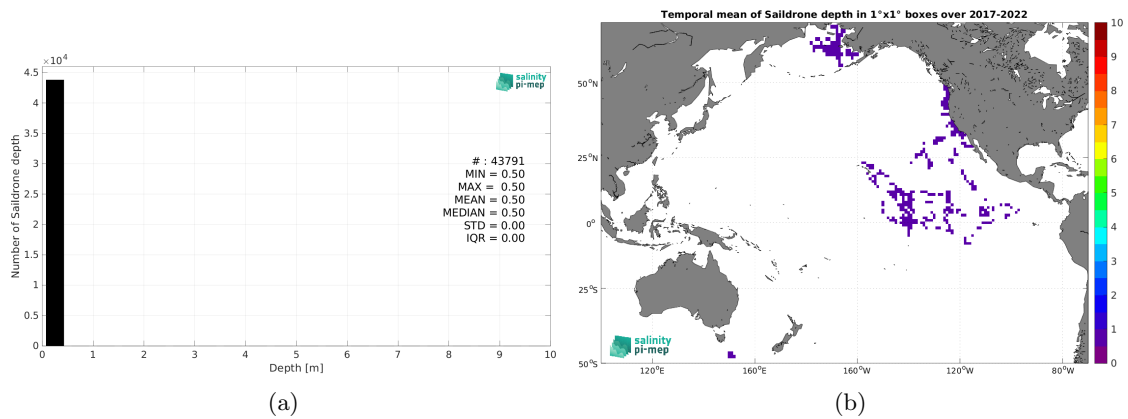 ×10⁴
4.5
4
3.5
3
2.5
2
1.5
1
0.5
0
Number of Saildrone depth
0 1 2 3 4 5 6 7 8 9 10
Depth [m]
salinity
pi-mep
# : 43791
MIN = 0.50
MAX = 0.50
MEAN = 0.50
MEDIAN = 0.50
STD = 0.00
IQR = 0.00
(a)
Temporal mean of Saildrone depth in 1°x1° boxes over 2017-2022
50°N
25°N
0°
25°S
50°S
120°E 160°E 160°W 120°W 80°W
salinity
pi-mep
10
9
8
7
6
5
4
3
2
1
0
(b)